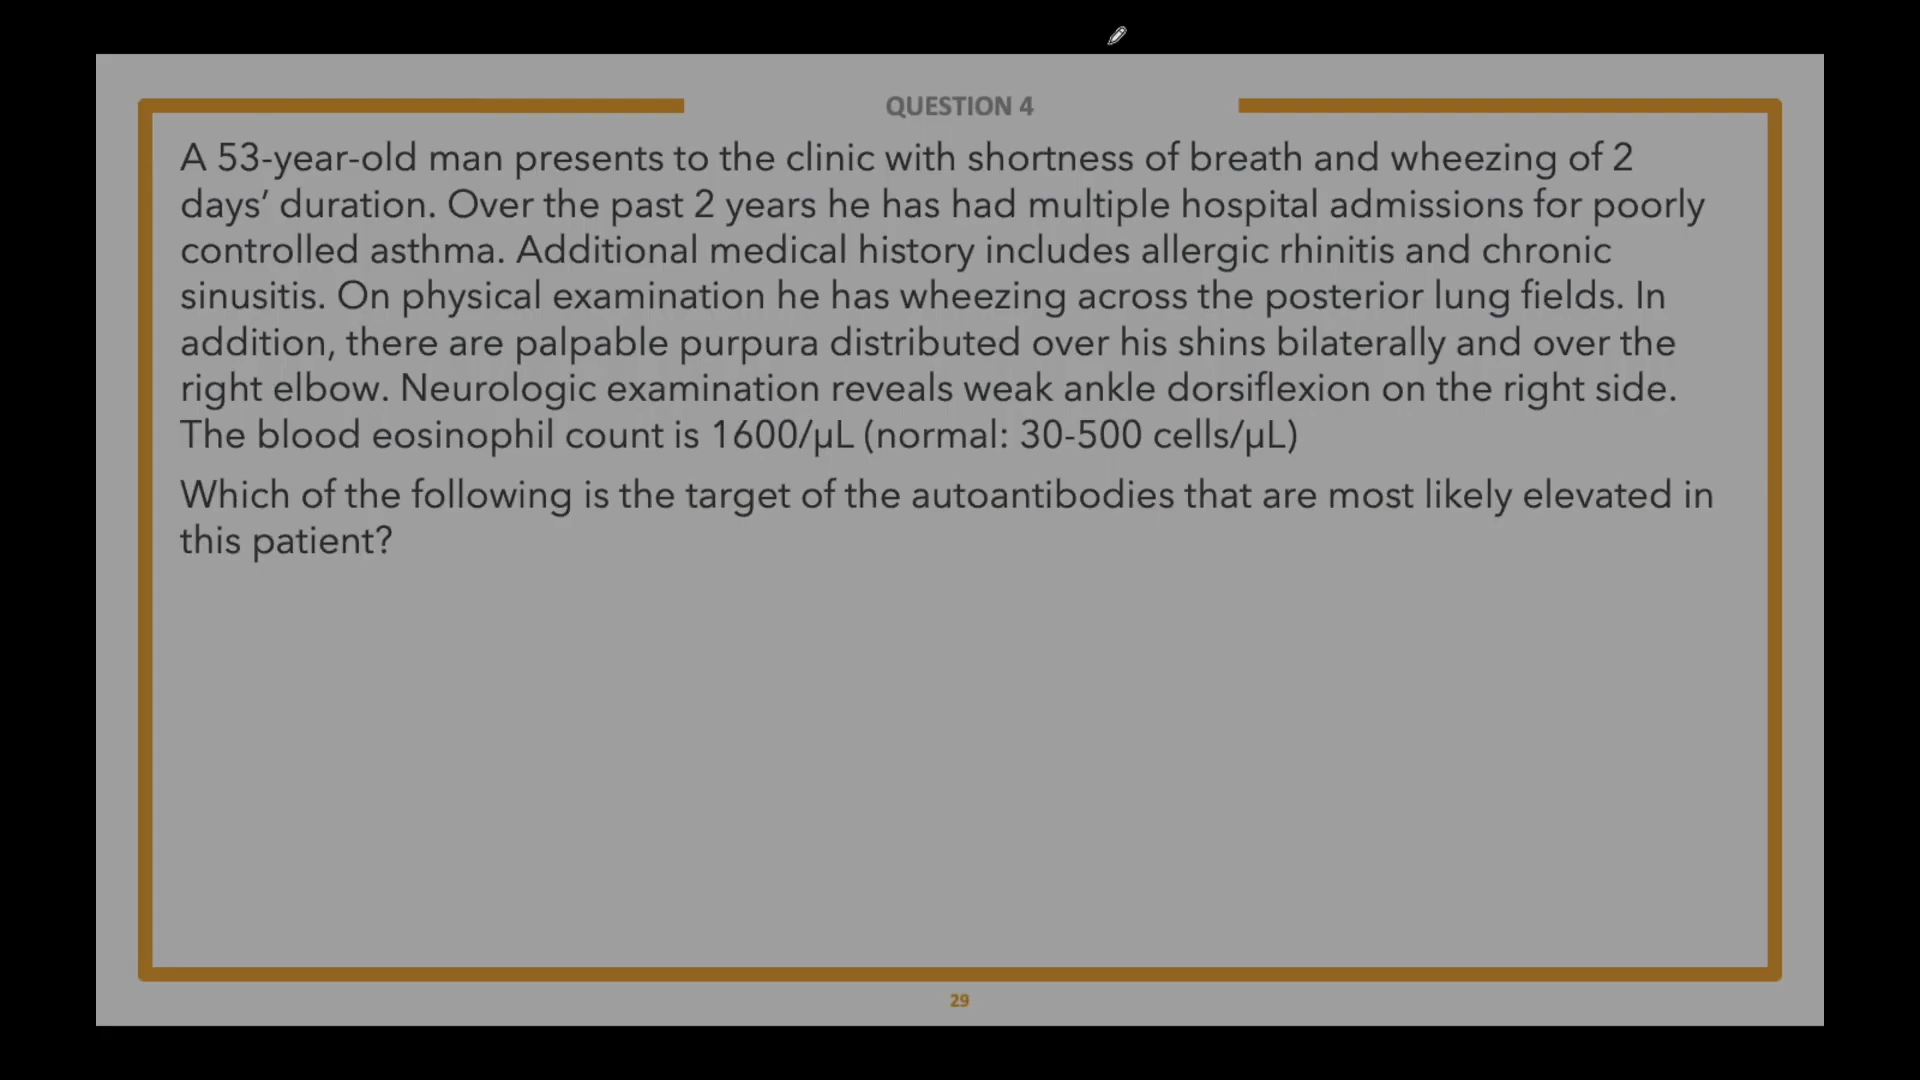 QUESTION 4
A 53-year-old man presents to the clinic with shortness of breath and wheezing of 2
days’ duration. Over the past 2 years he has had multiple hospital admissions for poorly
controlled asthma. Additional medical history includes allergic rhinitis and chronic
sinusitis. On physical examination he has wheezing across the posterior lung fields. In
addition, there are palpable purpura distributed over his shins bilaterally and over the
right elbow. Neurologic examination reveals weak ankle dorsiflexion on the right side.
The blood eosinophil count is 1600/μL (normal: 30-500 cells/μL)
Which of the following is the target of the autoantibodies that are most likely elevated in
this patient?
29